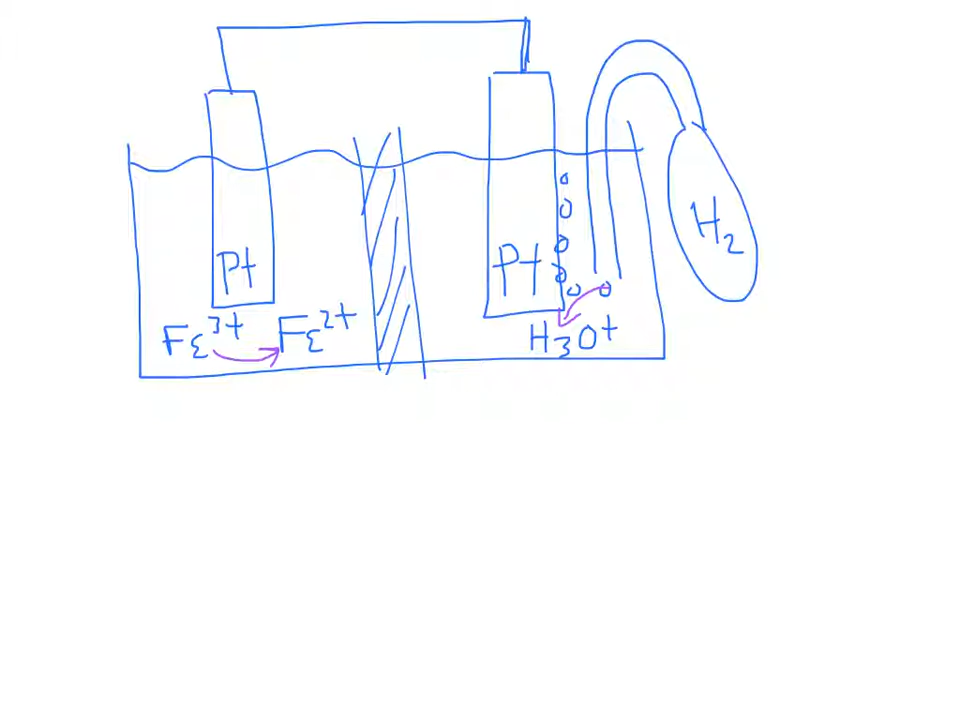 H₂
Pt
Pt
Fe³⁺ Fe²⁺
H₃O⁺